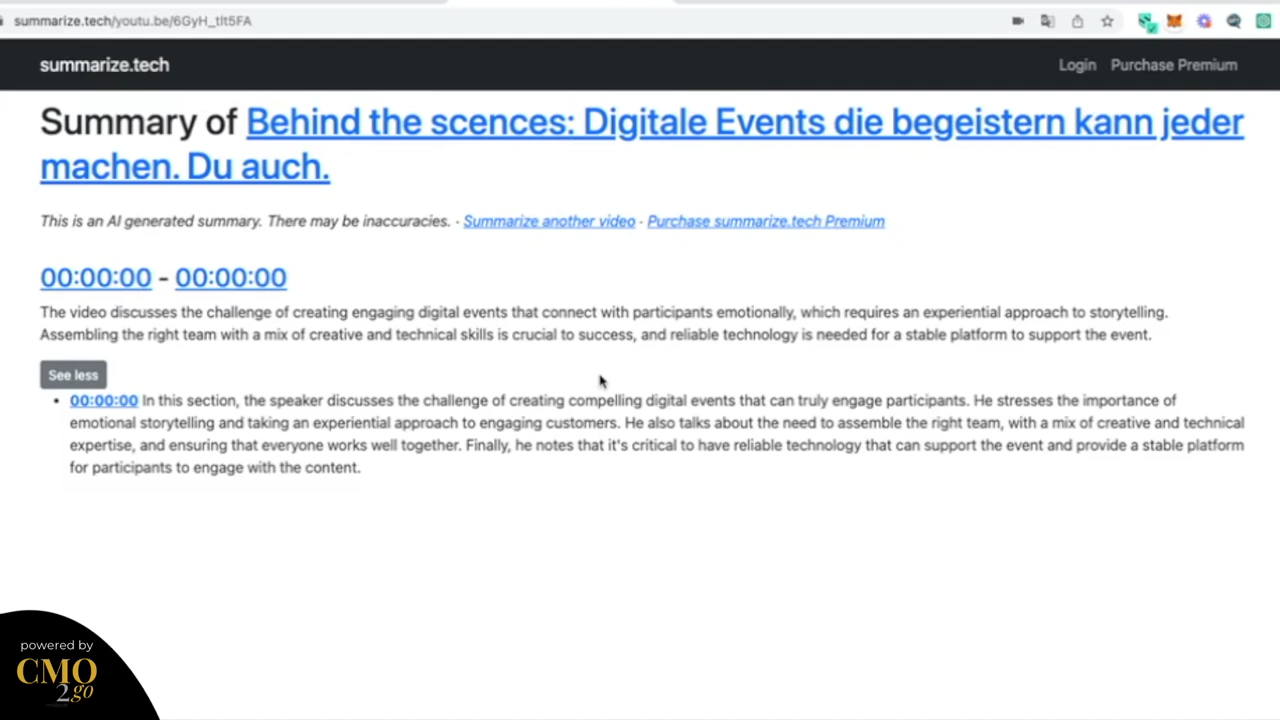 summarize.tech/youtu.be/6GyH_tIt5FA
summarize.tech
Login Purchase Premium
Summary of Behind the scences: Digitale Events die begeistern kann jeder
machen. Du auch.
This is an AI generated summary. There may be inaccuracies. · Summarize another video · Purchase summarize.tech Premium
00:00:00 - 00:00:00
The video discusses the challenge of creating engaging digital events that connect with participants emotionally, which requires an experiential approach to storytelling.
Assembling the right team with a mix of creative and technical skills is crucial to success, and reliable technology is needed for a stable platform to support the event.
See less
• 00:00:00 In this section, the speaker discusses the challenge of creating compelling digital events that can truly engage participants. He stresses the importance of
emotional storytelling and taking an experiential approach to engaging customers. He also talks about the need to assemble the right team, with a mix of creative and technical
expertise, and ensuring that everyone works well together. Finally, he notes that it's critical to have reliable technology that can support the event and provide a stable platform
for participants to engage with the content.
powered by
CMO
2go